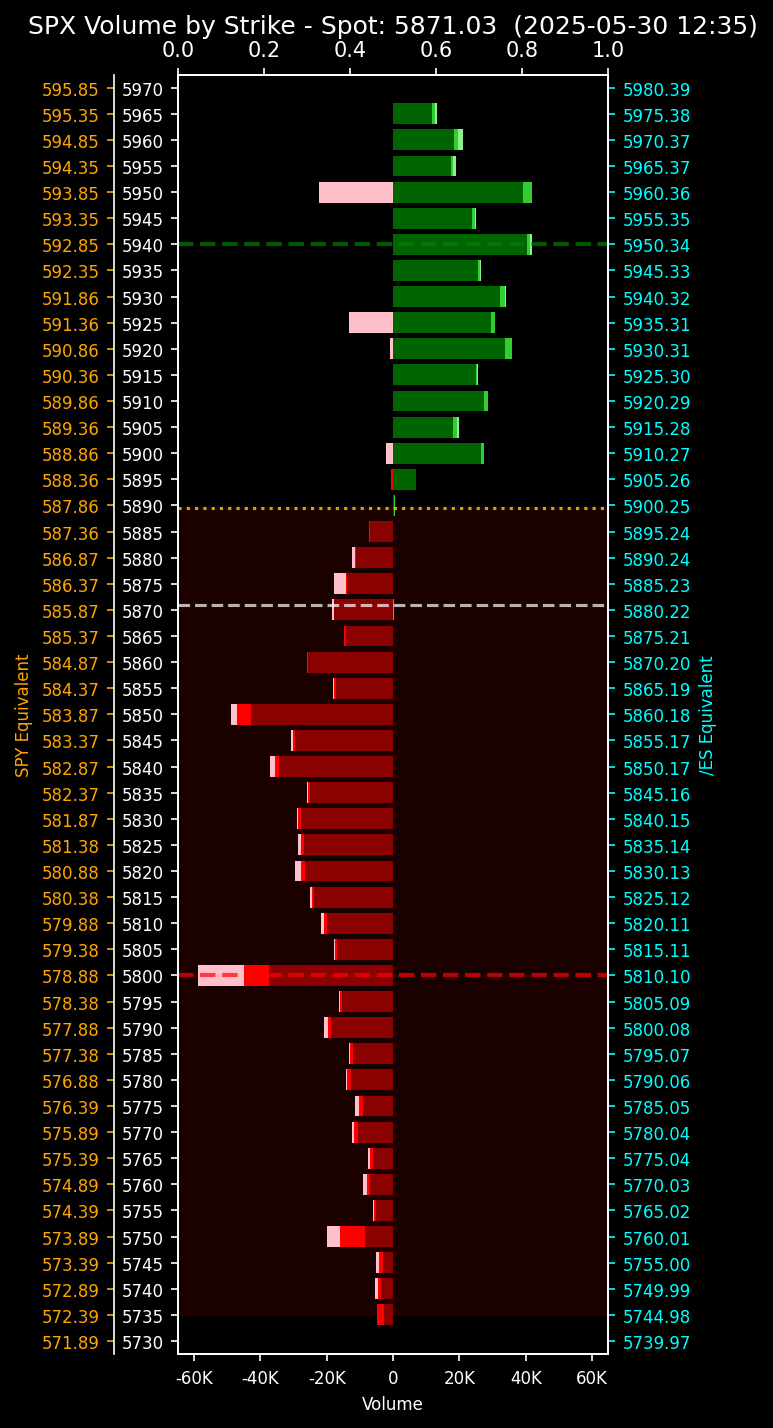 SPX Volume by Strike - Spot: 5871.03 (2025-05-30 12:35)
0.0 0.2 0.4 0.6 0.8 1.0
595.85 5970 5980.39
595.35 5965 5975.38
594.85 5960 5970.37
594.35 5955 5965.37
593.85 5950 5960.36
593.35 5945 5955.35
592.85 5940 5950.34
592.35 5935 5945.33
591.86 5930 5940.32
591.36 5925 5935.31
590.86 5920 5930.31
590.36 5915 5925.30
589.86 5910 5920.29
589.36 5905 5915.28
588.86 5900 5910.27
588.36 5895 5905.26
587.86 5890 5900.25
587.36 5885 5895.24
586.87 5880 5890.24
586.37 5875 5885.23
585.87 5870 5880.22
585.37 5865 5875.21
584.87 5860 5870.20
584.37 5855 5865.19
583.87 5850 5860.18
583.37 5845 5855.17
582.87 5840 5850.17
582.37 5835 5845.16
581.87 5830 5840.15
581.38 5825 5835.14
580.88 5820 5830.13
580.38 5815 5825.12
579.88 5810 5820.11
579.38 5805 5815.11
578.88 5800 5810.10
578.38 5795 5805.09
577.88 5790 5800.08
577.38 5785 5795.07
576.88 5780 5790.06
576.39 5775 5785.05
575.89 5770 5780.04
575.39 5765 5775.04
574.89 5760 5770.03
574.39 5755 5765.02
573.89 5750 5760.01
573.39 5745 5755.00
572.89 5740 5749.99
572.39 5735 5744.98
571.89 5730 5739.97
SPY Equivalent
/ES Equivalent
-60K -40K -20K 0 20K 40K 60K
Volume